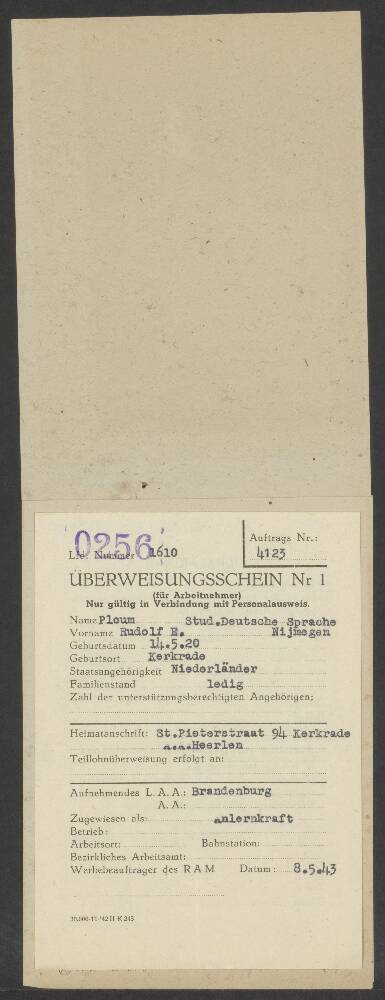 0256
Lfd. Nummer 1610
Auftrags Nr.:
4123
ÜBERWEISUNGSSCHEIN Nr 1
(für Arbeitnehmer)
Nur gültig in Verbindung mit Personalausweis.
Name Ploum Stud.Deutsche Sprache
Vorname Rudolf E. Nijmegen
Geburtsdatum 14.5.20
Geburtsort Kerkrade
Staatsangehörigkeit Niederländer
Familienstand ledig
Zahl der unterstützungsberechtigten Angehörigen:
Heimatanschrift: St.Pieterstraat 94 Kerkrade
A.A.Heerlen
Teillohnüberweisung erfolgt an:
Aufnehmendes L.A.A.: Brandenburg
A.A.:
Zugewiesen als: Anlernkraft
Betrieb:
Arbeitsort: Bahnstation:
Bezirkliches Arbeitsamt:
Werbebeauftrager des RAM Datum: 8.5.43